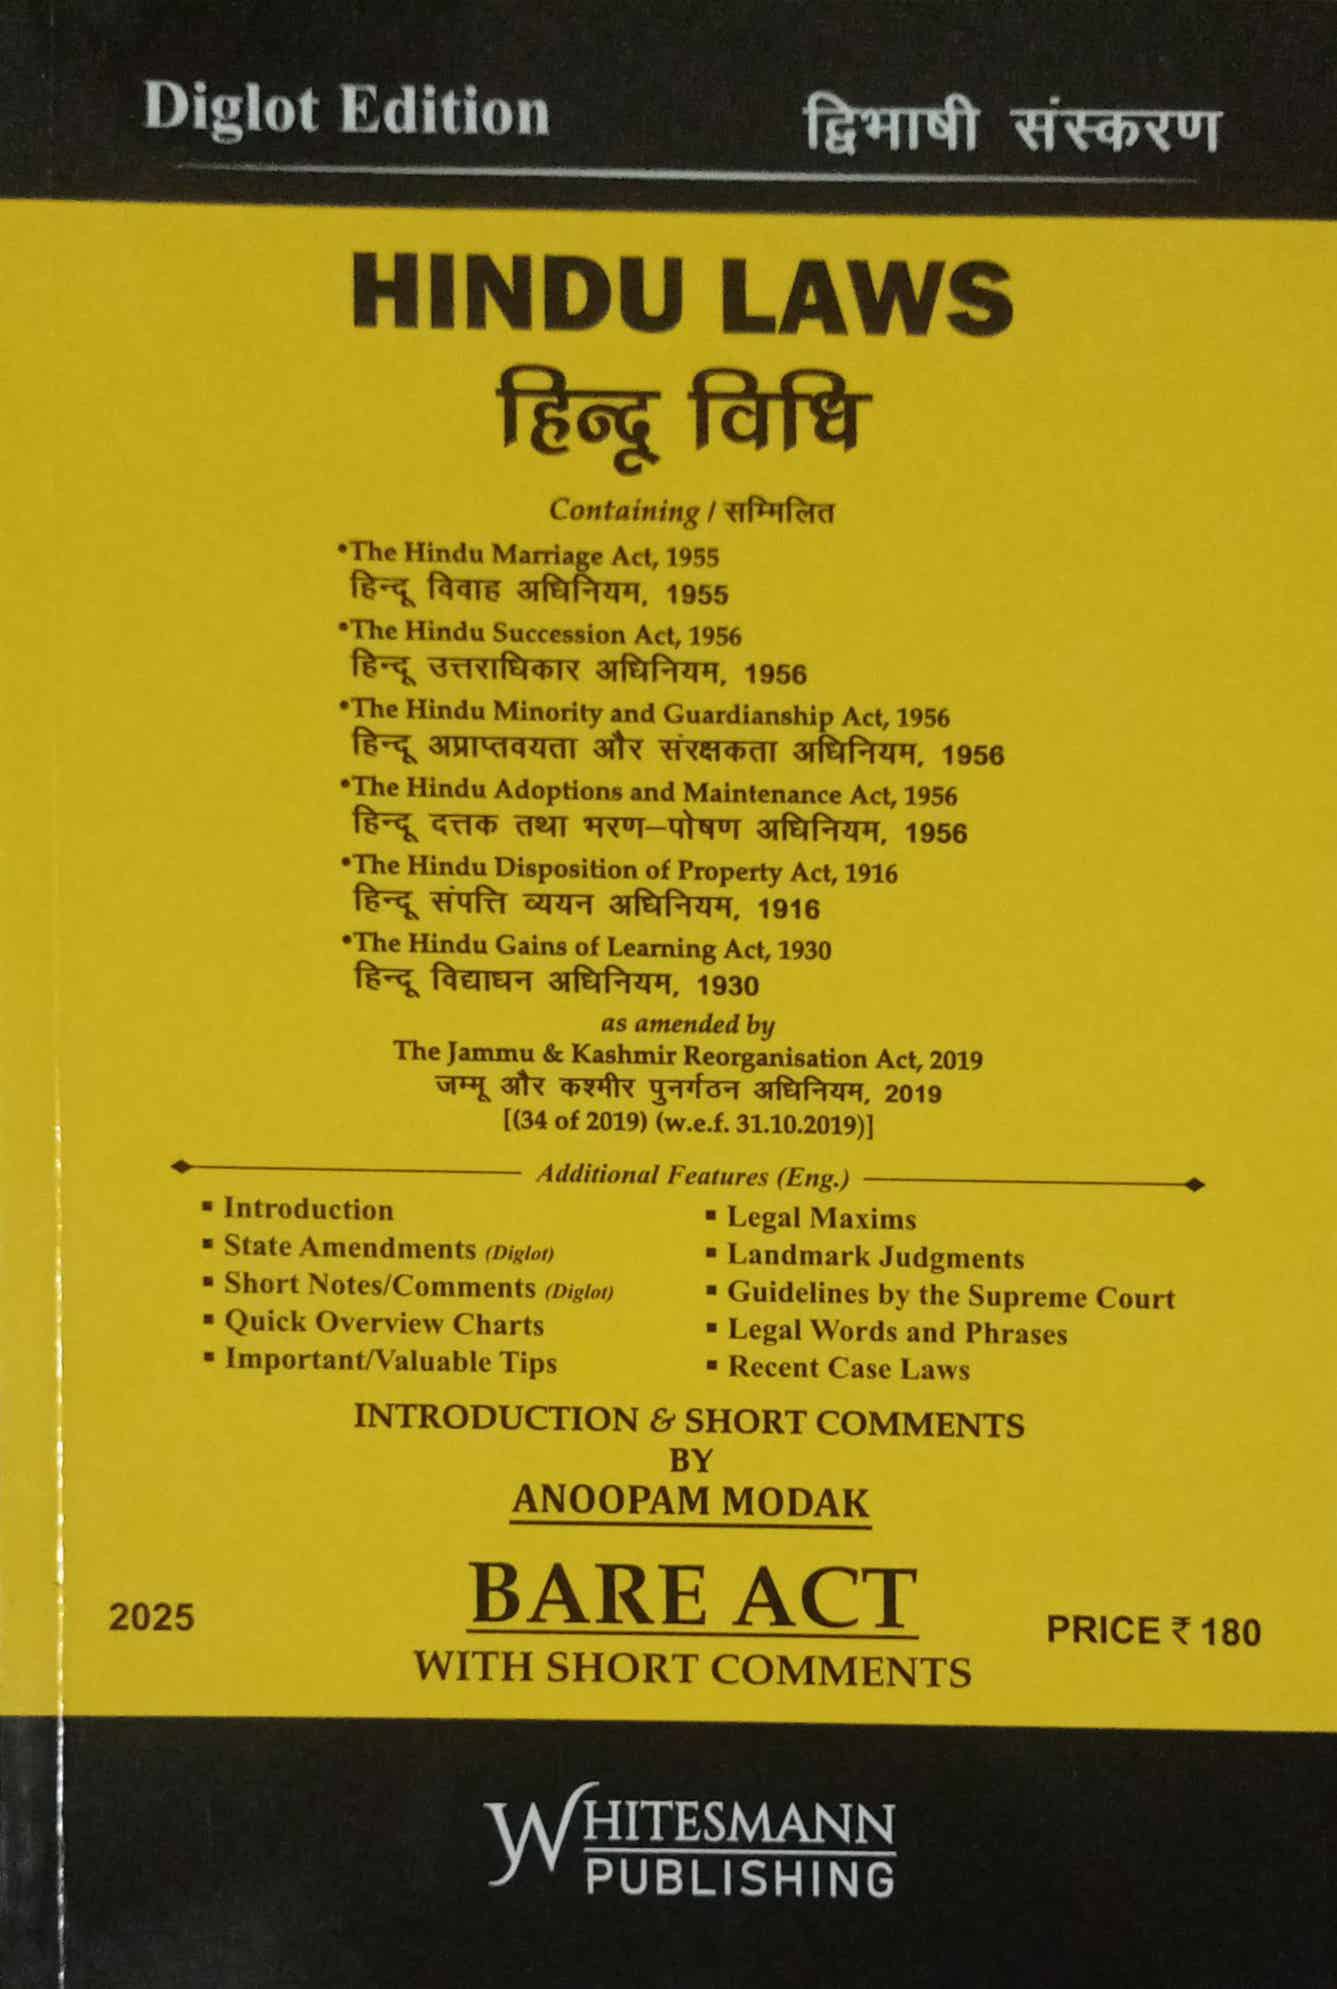 Diglot Edition द्विभाषी संस्करण
HINDU LAWS
हिन्दू विधि
Containing / सम्मिलित
•The Hindu Marriage Act, 1955
हिन्दू विवाह अधिनियम, 1955
•The Hindu Succession Act, 1956
हिन्दू उत्तराधिकार अधिनियम, 1956
•The Hindu Minority and Guardianship Act, 1956
हिन्दू अप्राप्तवयता और संरक्षकता अधिनियम, 1956
•The Hindu Adoptions and Maintenance Act, 1956
हिन्दू दत्तक तथा भरण–पोषण अधिनियम, 1956
•The Hindu Disposition of Property Act, 1916
हिन्दू संपत्ति व्ययन अधिनियम, 1916
•The Hindu Gains of Learning Act, 1930
हिन्दू विद्याधन अधिनियम, 1930
as amended by
The Jammu & Kashmir Reorganisation Act, 2019
जम्मू और कश्मीर पुनर्गठन अधिनियम, 2019
[(34 of 2019) (w.e.f. 31.10.2019)]
Additional Features (Eng.)
▪ Introduction
▪ State Amendments (Diglot)
▪ Short Notes/Comments (Diglot)
▪ Quick Overview Charts
▪ Important/Valuable Tips
▪ Legal Maxims
▪ Landmark Judgments
▪ Guidelines by the Supreme Court
▪ Legal Words and Phrases
▪ Recent Case Laws
INTRODUCTION & SHORT COMMENTS
BY
ANOOPAM MODAK
BARE ACT
2025 PRICE ₹ 180
WITH SHORT COMMENTS
WHITESMANN
PUBLISHING